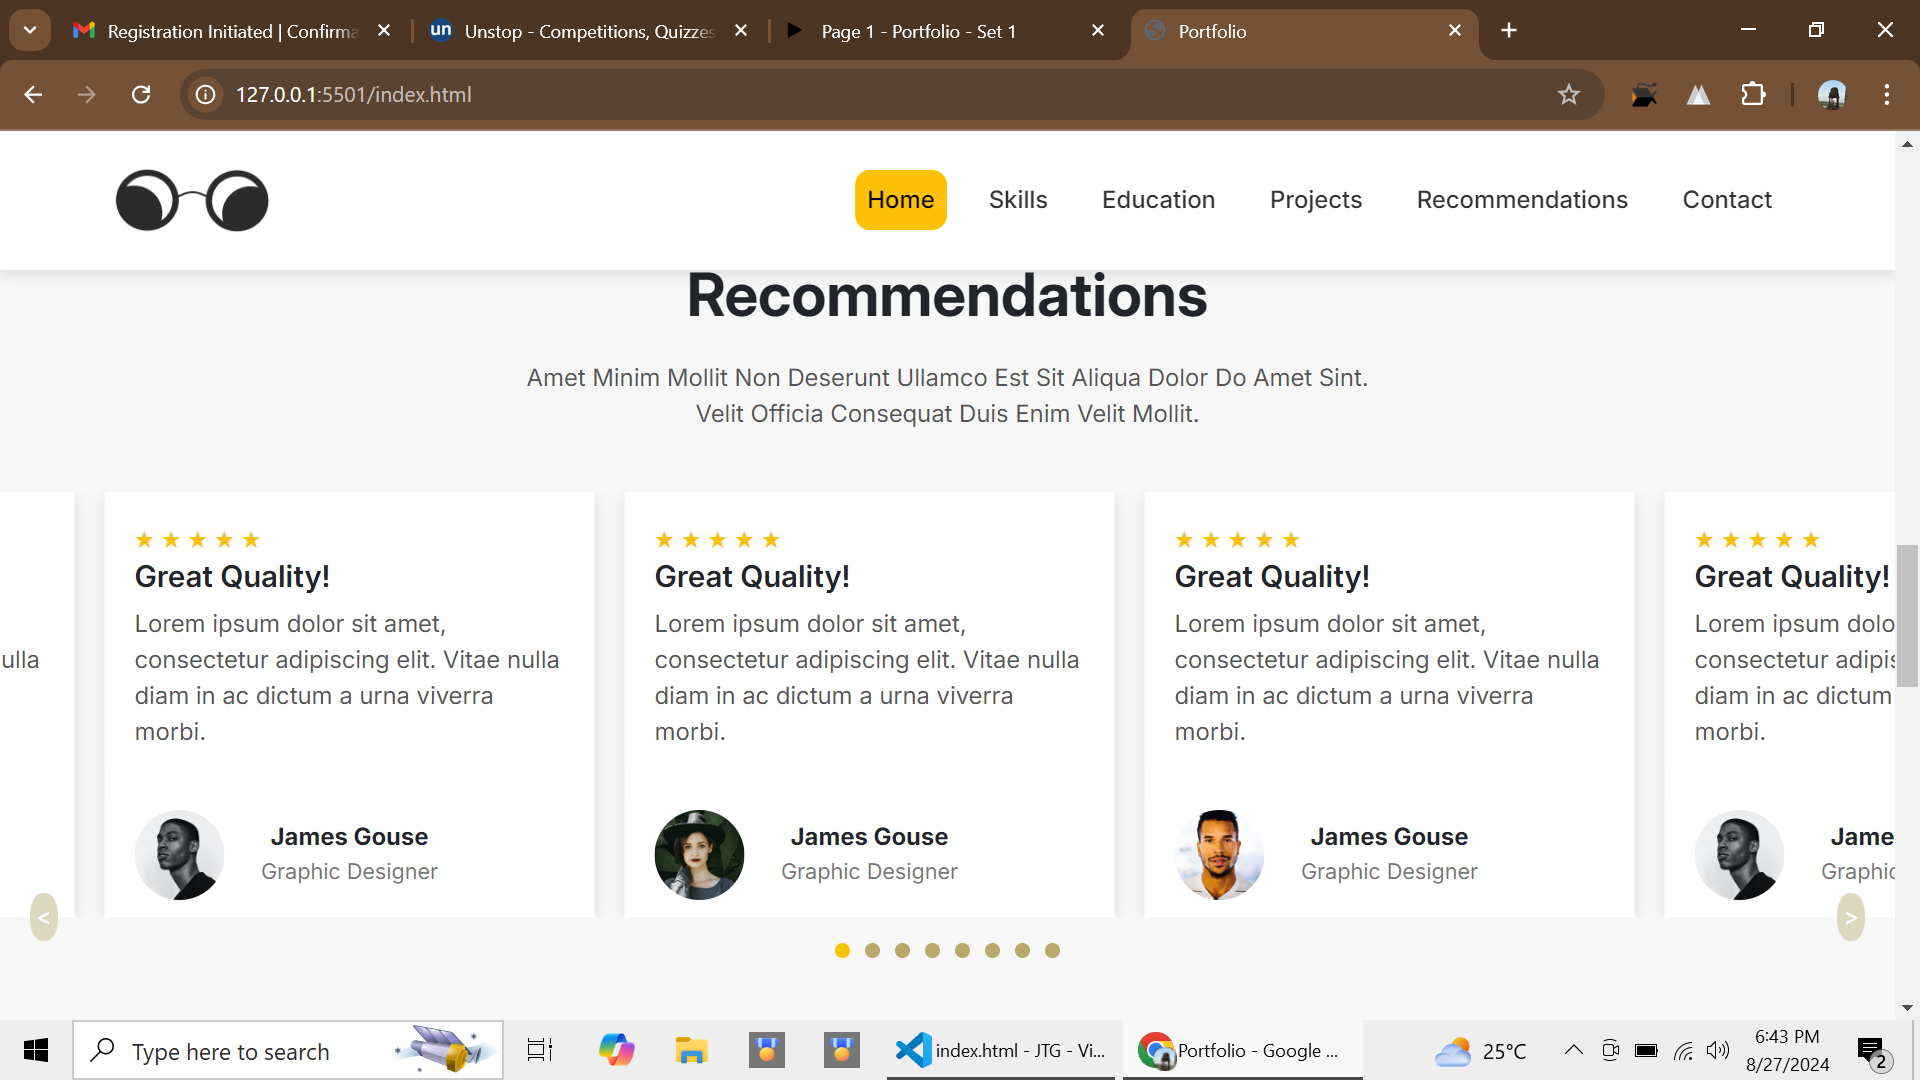 Registration Initiated | Confirma
un
Unstop - Competitions, Quizzes
Page 1 - Portfolio - Set 1
Portfolio
127.0.0.1:5501/index.html
Home
Skills
Education
Projects
Recommendations
Contact
Recommendations
Amet Minim Mollit Non Deserunt Ullamco Est Sit Aliqua Dolor Do Amet Sint.
Velit Officia Consequat Duis Enim Velit Mollit.
ulla
★ ★ ★ ★ ★
Great Quality!
Lorem ipsum dolor sit amet,
consectetur adipiscing elit. Vitae nulla
diam in ac dictum a urna viverra
morbi.
James Gouse
Graphic Designer
★ ★ ★ ★ ★
Great Quality!
Lorem ipsum dolor sit amet,
consectetur adipiscing elit. Vitae nulla
diam in ac dictum a urna viverra
morbi.
James Gouse
Graphic Designer
★ ★ ★ ★ ★
Great Quality!
Lorem ipsum dolor sit amet,
consectetur adipiscing elit. Vitae nulla
diam in ac dictum a urna viverra
morbi.
James Gouse
Graphic Designer
★ ★ ★ ★ ★
Great Quality!
Lorem ipsum dolo
consectetur adipis
diam in ac dictum
morbi.
Jame
Graphic
<
>
Type here to search
index.html - JTG - Vi...
Portfolio - Google ...
25°C
6:43 PM
8/27/2024
2